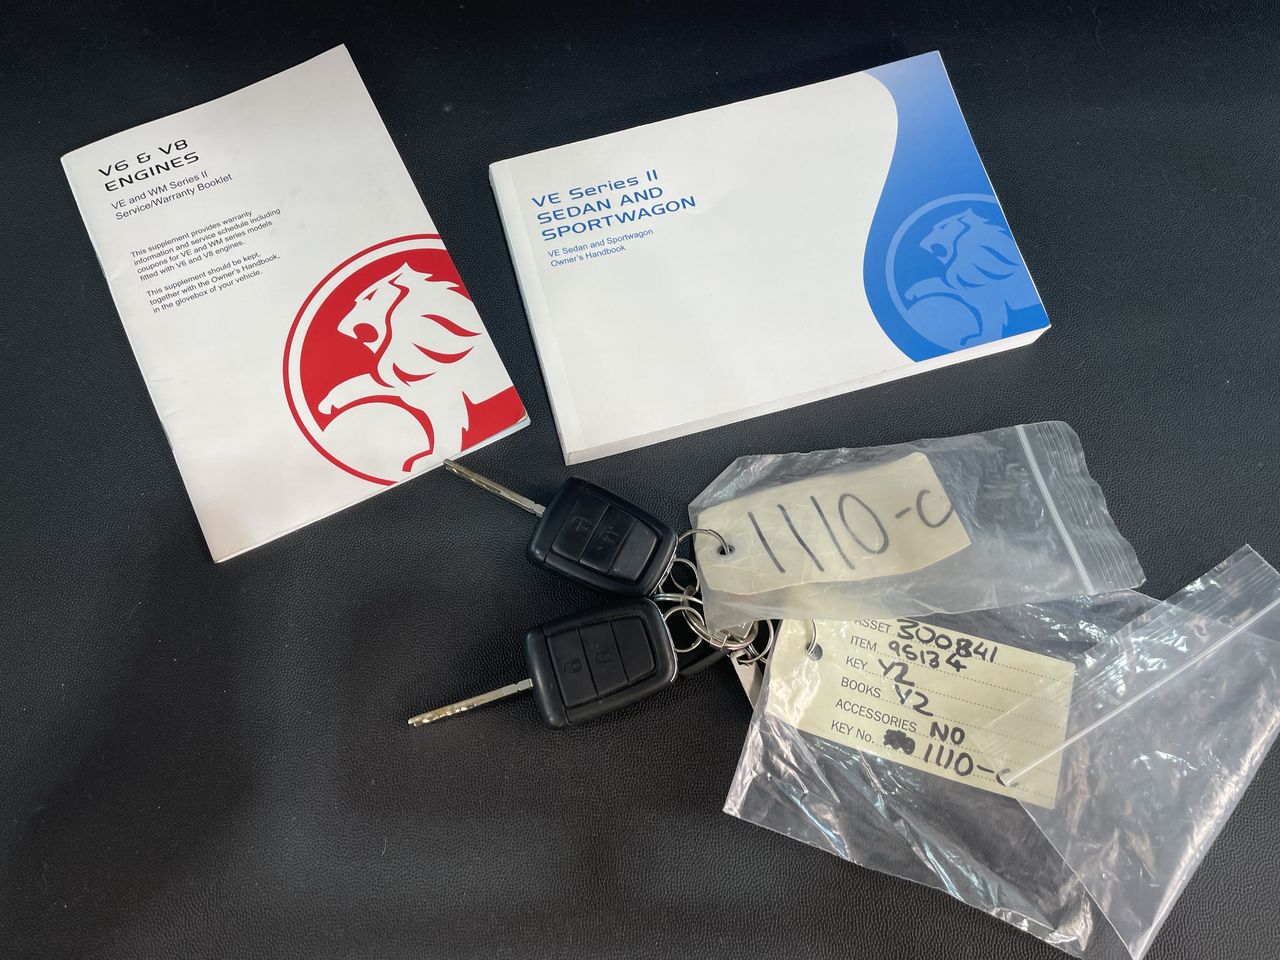 V6 & V8
ENGINES
VE and WM Series II
Service/Warranty Booklet
This supplement provides warranty
information and service schedule including
coupons for VE and WM series models
fitted with V6 and V8 engines.
This supplement should be kept,
together with the Owner's Handbook,
in the glovebox of your vehicle.
VE Series II
SEDAN AND
SPORTWAGON
VE Sedan and Sportwagon
Owner's Handbook
1110-C
ASSET 300841
ITEM 95134
KEY Y2
BOOKS Y2
ACCESSORIES NO
KEY No. 1110-C